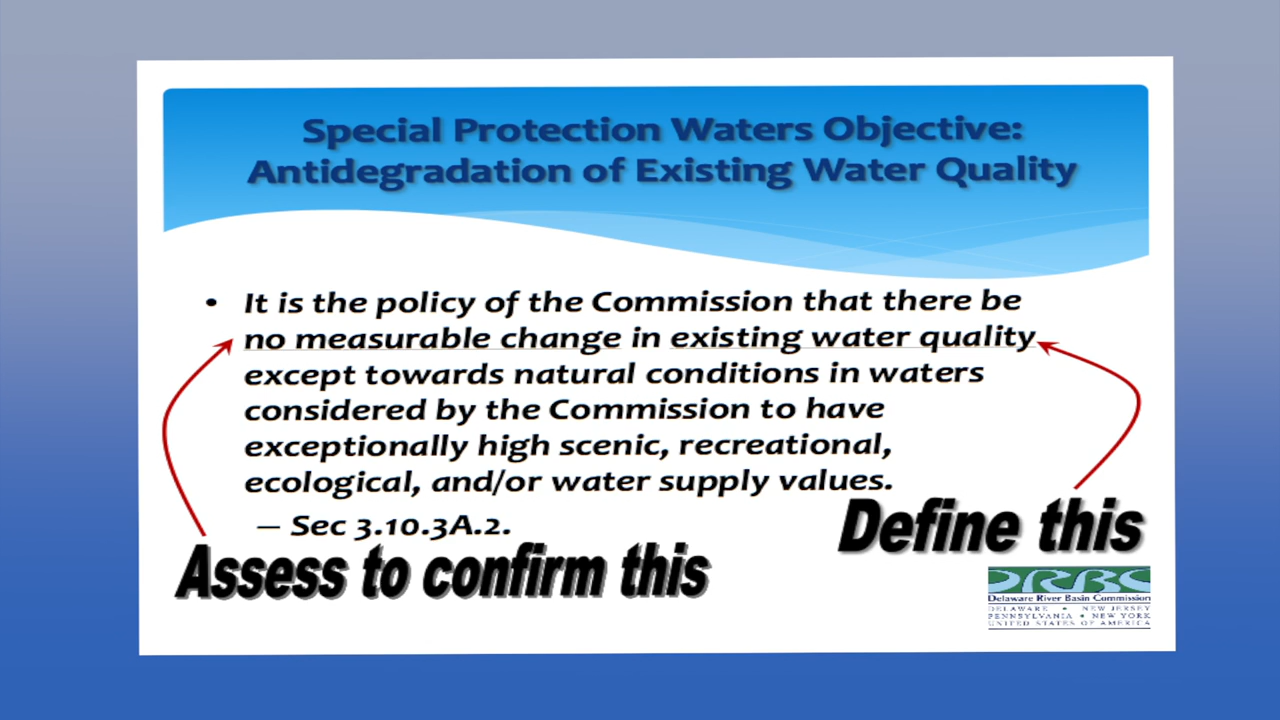 Special Protection Waters Objective:
Antidegradation of Existing Water Quality
• It is the policy of the Commission that there be
no measurable change in existing water quality
except towards natural conditions in waters
considered by the Commission to have
exceptionally high scenic, recreational,
ecological, and/or water supply values.
– Sec 3.10.3A.2.
Define this
Assess to confirm this
DRBC
Delaware River Basin Commission
DELAWARE • NEW JERSEY
PENNSYLVANIA • NEW YORK
UNITED STATES OF AMERICA